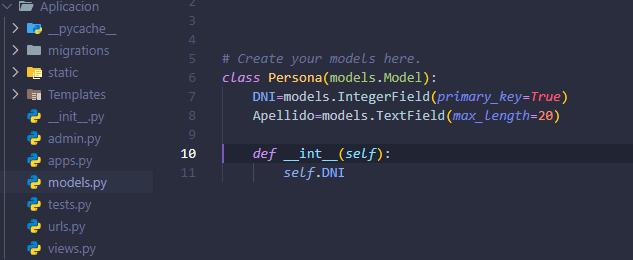 Aplicacion
__pycache__
migrations
static
Templates
__init__.py
admin.py
apps.py
models.py
tests.py
urls.py
views.py
2
3
4
5 # Create your models here.
6 class Persona(models.Model):
7 DNI=models.IntegerField(primary_key=True)
8 Apellido=models.TextField(max_length=20)
9
10 def __int__(self):
11 self.DNI